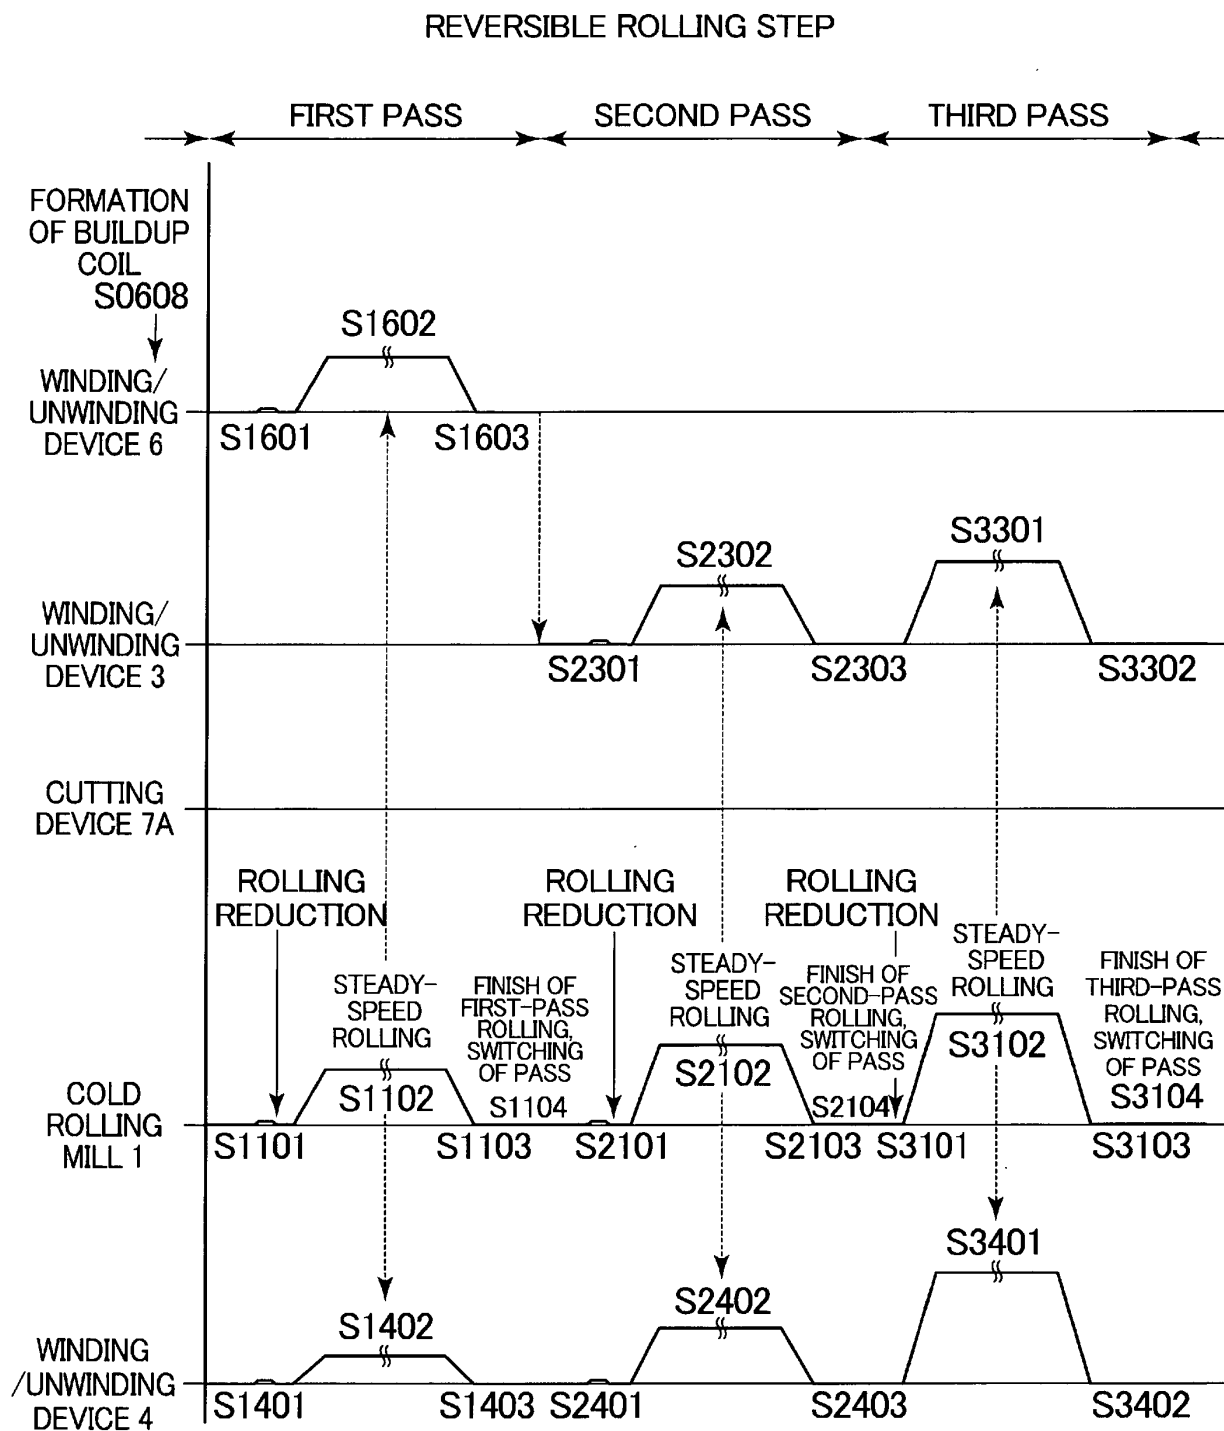 REVERSIBLE ROLLING STEP
FIRST PASS
SECOND PASS
THIRD PASS
FORMATION
OF BUILDUP
COIL
S0608
WINDING/
UNWINDING
DEVICE 6
S1601
S1602
S1603
WINDING/
UNWINDING
DEVICE 3
S2301
S2302
S2303
S3301
S3302
CUTTING
DEVICE 7A
ROLLING
REDUCTION
ROLLING
REDUCTION
ROLLING
REDUCTION
STEADY-
SPEED
ROLLING
FINISH OF
FIRST-PASS
ROLLING,
SWITCHING
OF PASS
S1104
STEADY-
SPEED
ROLLING
FINISH OF
SECOND-PASS
ROLLING,
SWITCHING
OF PASS
S2104
STEADY-
SPEED
ROLLING
FINISH OF
THIRD-PASS
ROLLING,
SWITCHING
OF PASS
S3104
COLD
ROLLING
MILL 1
S1101
S1102
S1103
S2101
S2102
S2103
S3101
S3102
S3103
WINDING
/UNWINDING
DEVICE 4
S1401
S1402
S1403
S2401
S2402
S2403
S3401
S3402